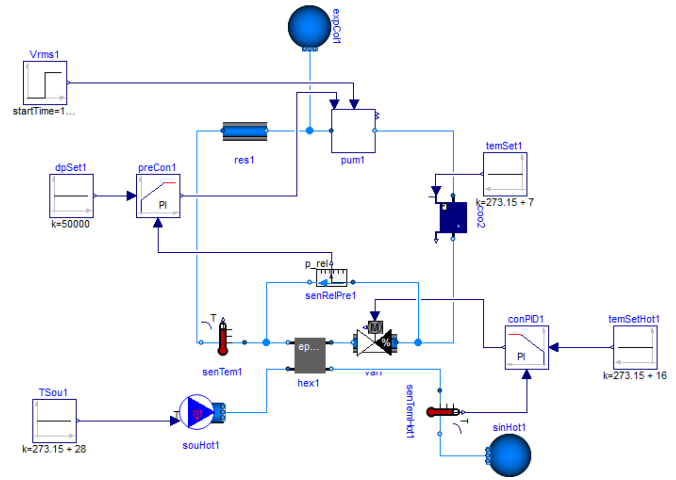 expCol1
Vrms1
startTime=1...
res1
pum1
dpSet1
preCon1
temSet1
PI
k=50000
k=273.15 + 7
coo2
p_rel
senRelPre1
conPID1
temSetHot1
T
M
%
ep...
PI
senTem1
hex1
val1
k=273.15 + 16
senTemHot1
TSou1
T
T
sinHot1
souHot1
k=273.15 + 28